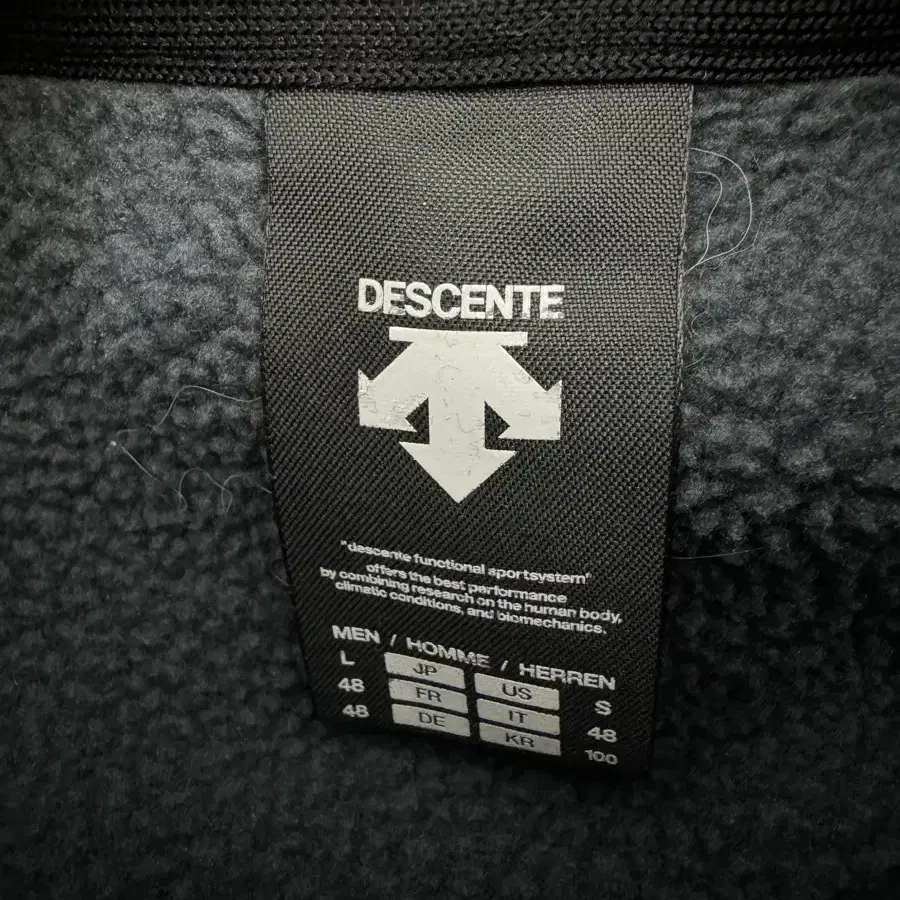 DESCENTE
"descente functional sportsystem"
offers the best performance
by combining research on the human body,
climatic conditions, and biomechanics.
MEN / HOMME / HERREN
L JP US S
48 FR IT 48
48 DE KR 100